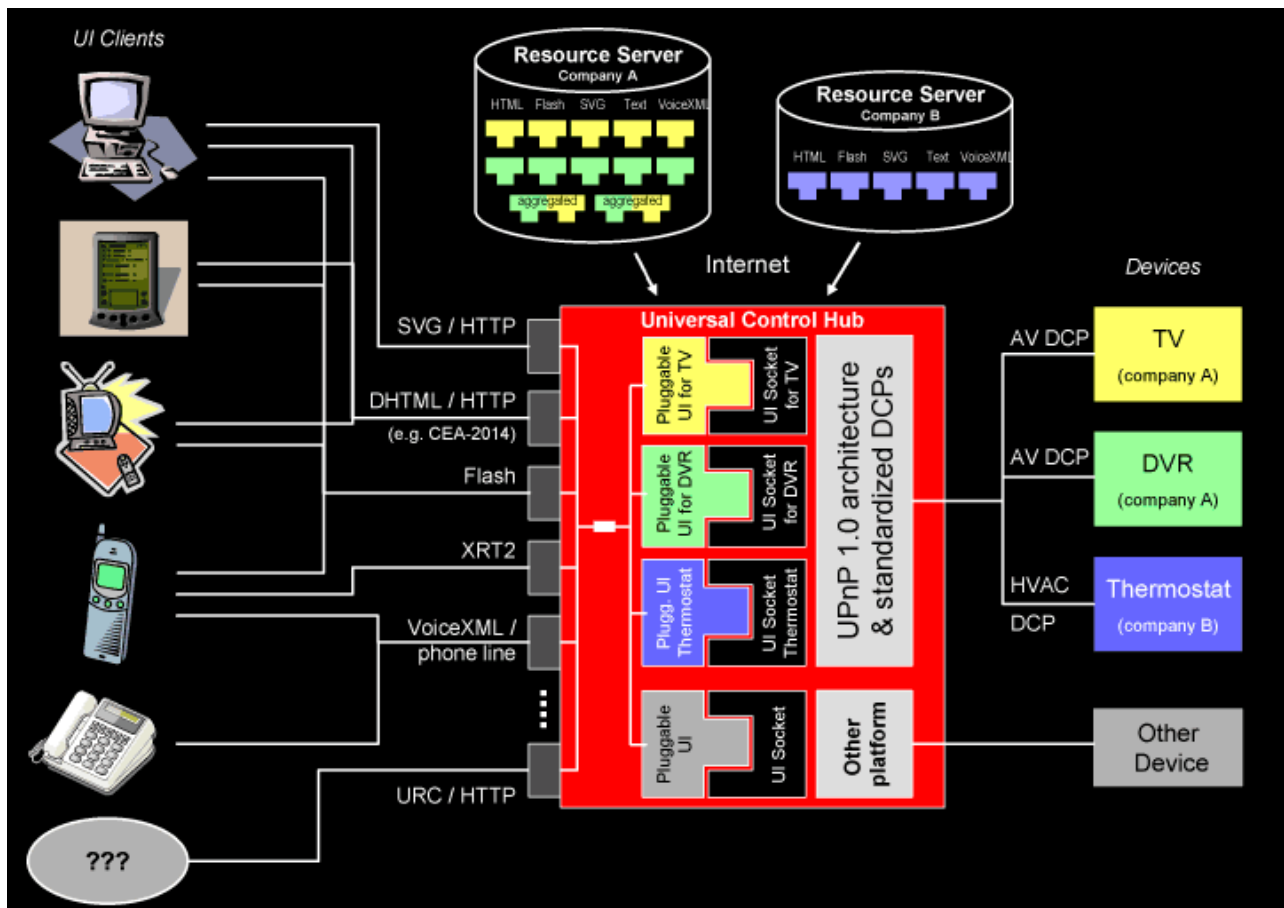 UI Clients
Resource Server
Company A
HTML Flash SVG Text VoiceXML
aggregated aggregated
Resource Server
Company B
HTML Flash SVG Text VoiceXML
Internet
Devices
SVG / HTTP
DHTML / HTTP
(e.g. CEA-2014)
Flash
XRT2
VoiceXML /
phone line
URC / HTTP
???
Universal Control Hub
Pluggable
UI for TV
UI Socket
for TV
Pluggable
UI for DVR
UI Socket
for DVR
Plugg. UI
Thermostat
UI Socket
Thermostat
Pluggable
UI
UI Socket
UPnP 1.0 architecture
& standardized DCPs
Other
platform
AV DCP
TV
(company A)
AV DCP
DVR
(company A)
HVAC
DCP
Thermostat
(company B)
Other
Device